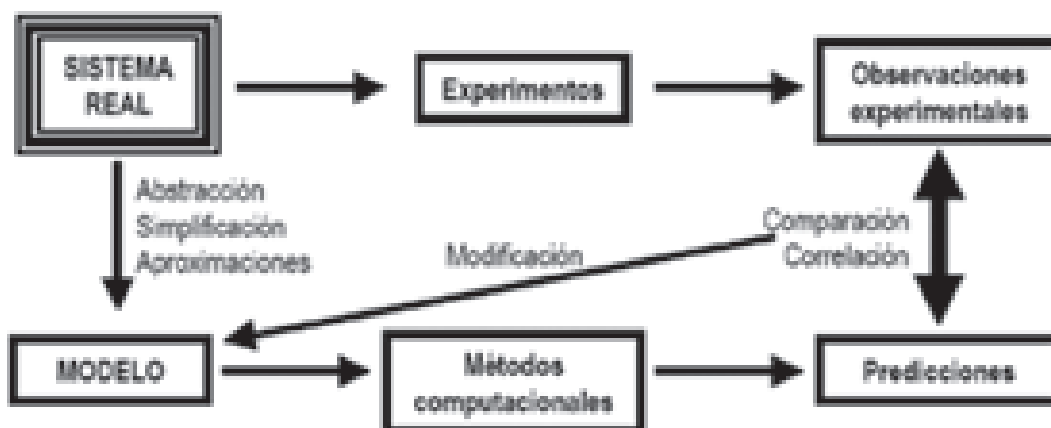 SISTEMA
REAL
Experimentos
Observaciones
experimentales
Abstracción
Simplificación
Aproximaciones
Modificación
Comparación
Correlación
MODELO
Métodos
computacionales
Predicciones